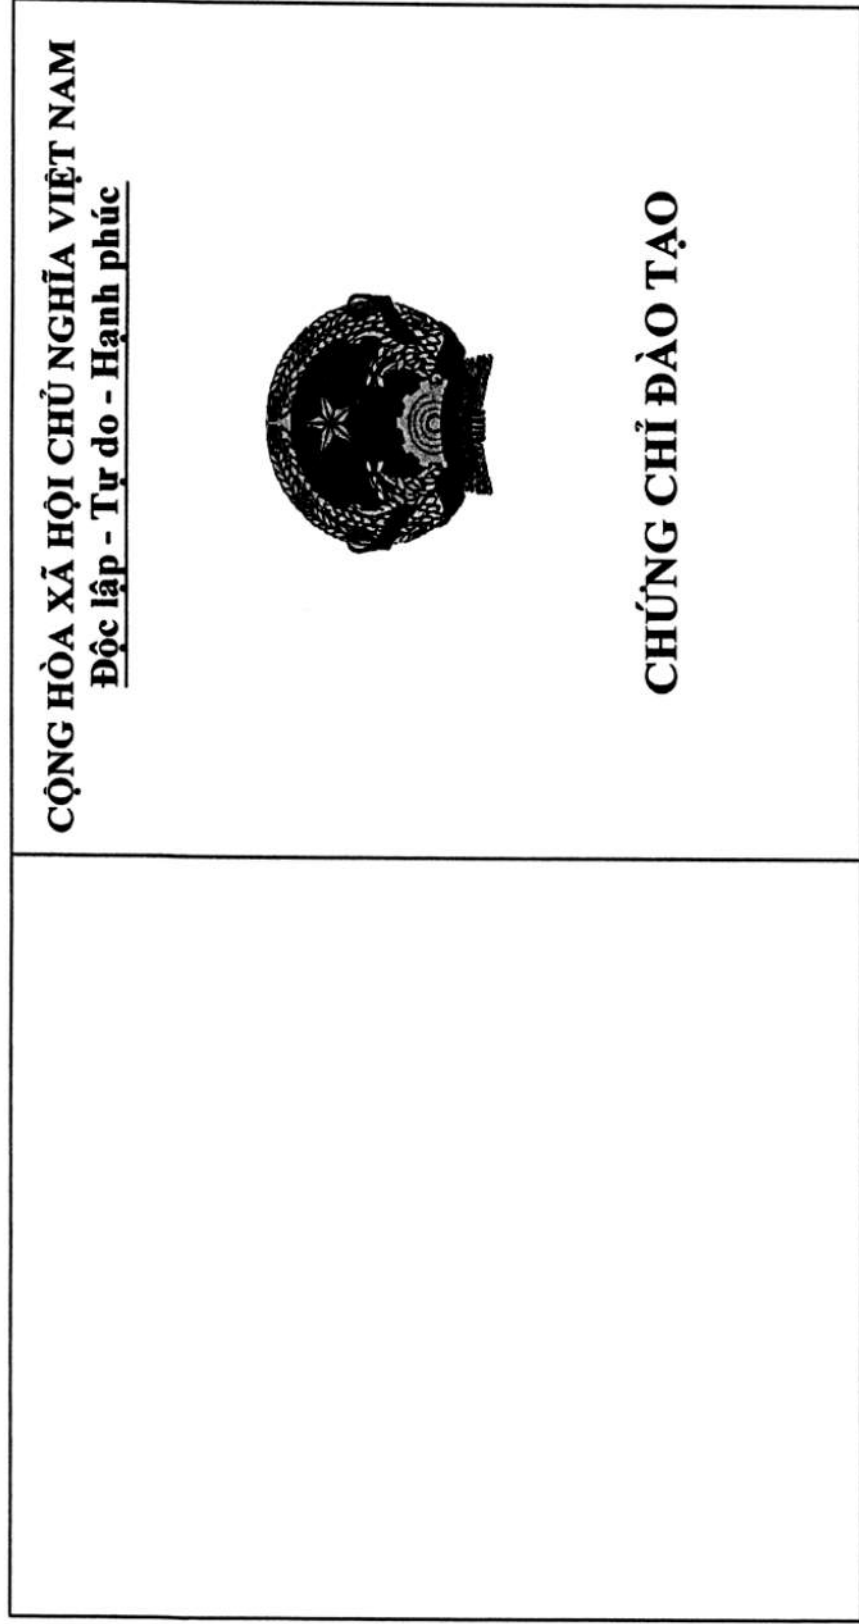 CỘNG HÒA XÃ HỘI CHỦ NGHĨA VIỆT NAM
Độc lập - Tự do - Hạnh phúc
CHỨNG CHỈ ĐÀO TẠO